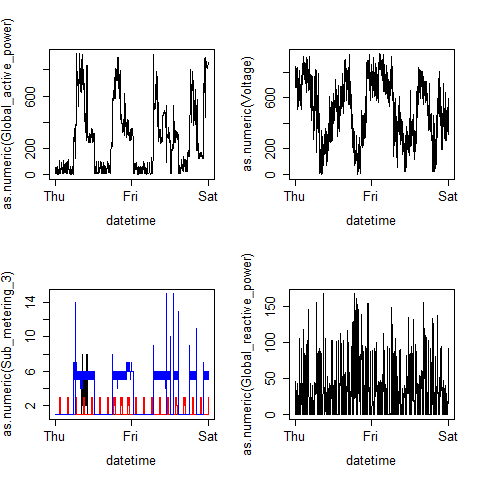 as.numeric(Global_active_power)
0 200 600
Thu Fri Sat
datetime
as.numeric(Voltage)
0 200 600
Thu Fri Sat
datetime
as.numeric(Sub_metering_3)
2 6 10 14
Thu Fri Sat
datetime
as.numeric(Global_reactive_power)
0 50 100 150
Thu Fri Sat
datetime